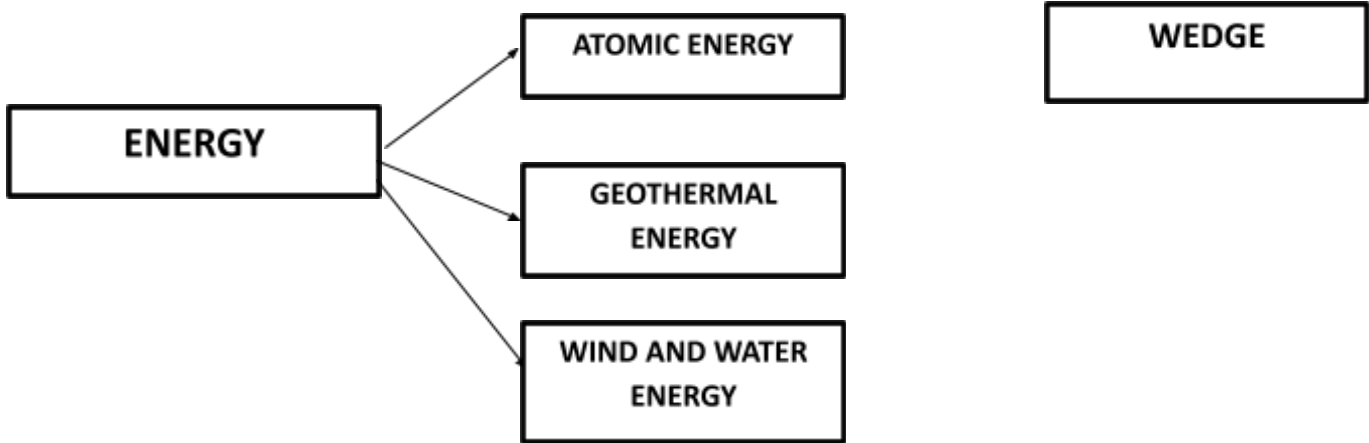 ATOMIC ENERGY
WEDGE
ENERGY
GEOTHERMAL
ENERGY
WIND AND WATER
ENERGY